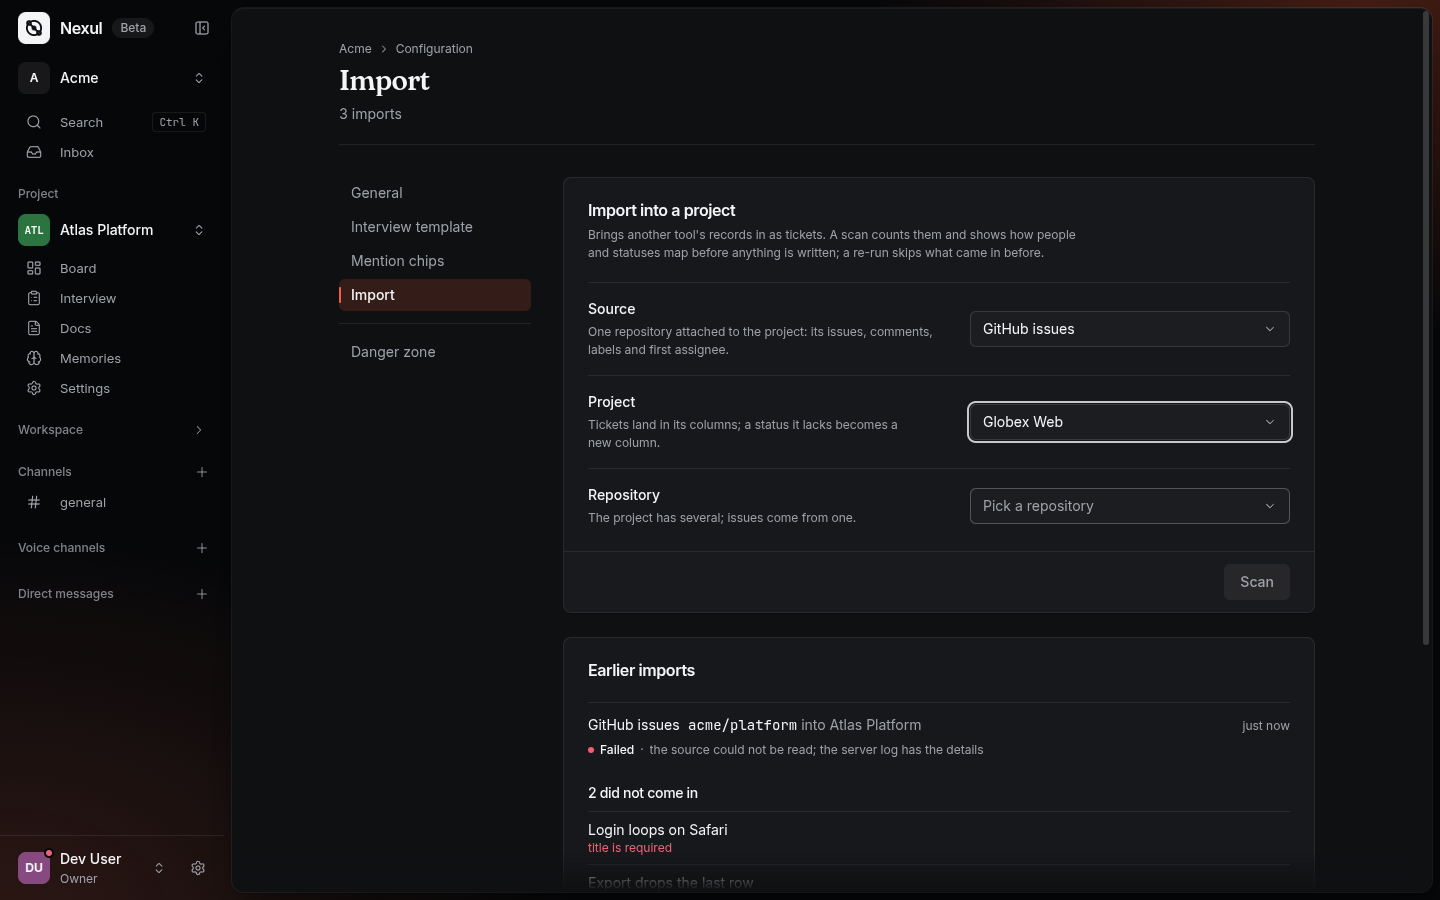 Nexul Beta
A Acme
Search Ctrl K
Inbox
Project
ATL Atlas Platform
Board
Interview
Docs
Memories
Settings
Workspace
Channels
general
Voice channels
Direct messages
DU Dev User
Owner
Acme > Configuration
Import
3 imports
General
Interview template
Mention chips
Import
Danger zone
Import into a project
Brings another tool's records in as tickets. A scan counts them and shows how people
and statuses map before anything is written; a re-run skips what came in before.
Source
One repository attached to the project: its issues, comments,
labels and first assignee.
GitHub issues
Project
Tickets land in its columns; a status it lacks becomes a
new column.
Globex Web
Repository
The project has several; issues come from one.
Pick a repository
Scan
Earlier imports
GitHub issues acme/platform into Atlas Platform just now
Failed · the source could not be read; the server log has the details
2 did not come in
Login loops on Safari
title is required
Export drops the last row